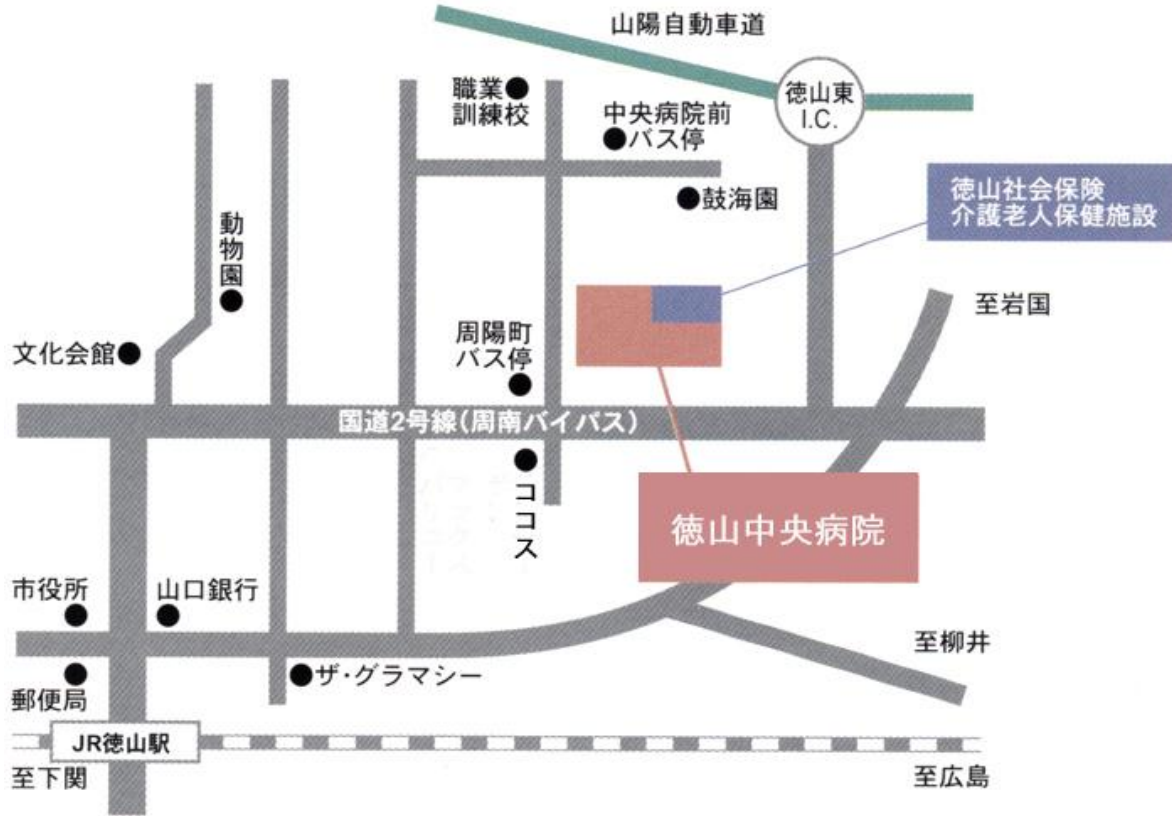 山陽自動車道
職業
訓練校
中央病院前
バス停
徳山東
I.C.
鼓海園
徳山社会保険
介護老人保健施設
動物園
至岩国
文化会館
周陽町
バス停
国道2号線(周南バイパス)
ココス
徳山中央病院
市役所
山口銀行
至柳井
郵便局
ザ・グラマシー
JR徳山駅
至下関
至広島